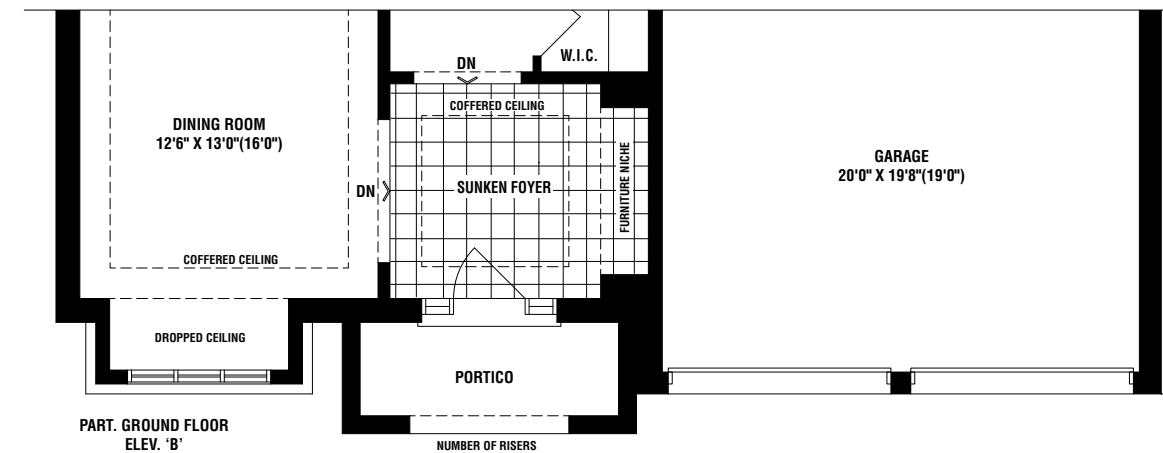 W.I.C.
DN
COFFERED CEILING
DINING ROOM
12'6" X 13'0"(16'0")
GARAGE
20'0" X 19'8"(19'0")
FURNITURE NICHE
DN
SUNKEN FOYER
COFFERED CEILING
DROPPED CEILING
PORTICO
PART. GROUND FLOOR
ELEV. ‘B’
NUMBER OF RISERS